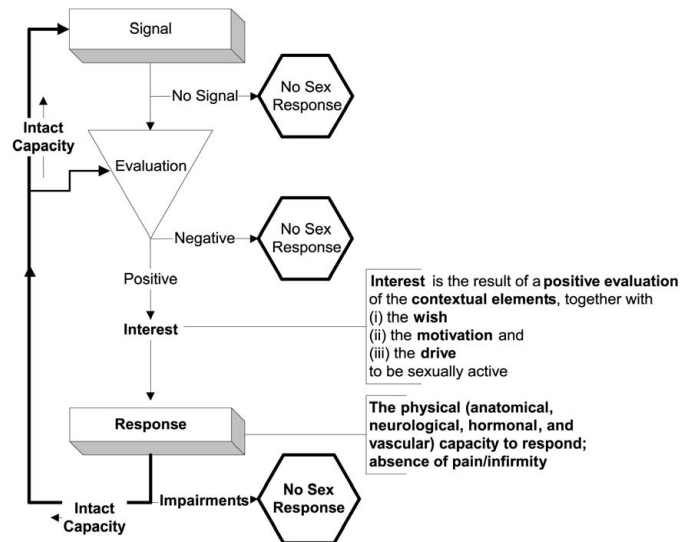 Signal
No Signal
No Sex
Response
Intact
Capacity
Evaluation
Negative
No Sex
Response
Positive
Interest
Interest is the result of a positive evaluation
of the contextual elements, together with
(i) the wish
(ii) the motivation and
(iii) the drive
to be sexually active
Response
The physical (anatomical,
neurological, hormonal, and
vascular) capacity to respond;
absence of pain/infirmity
Intact
Capacity
Impairments
No Sex
Response